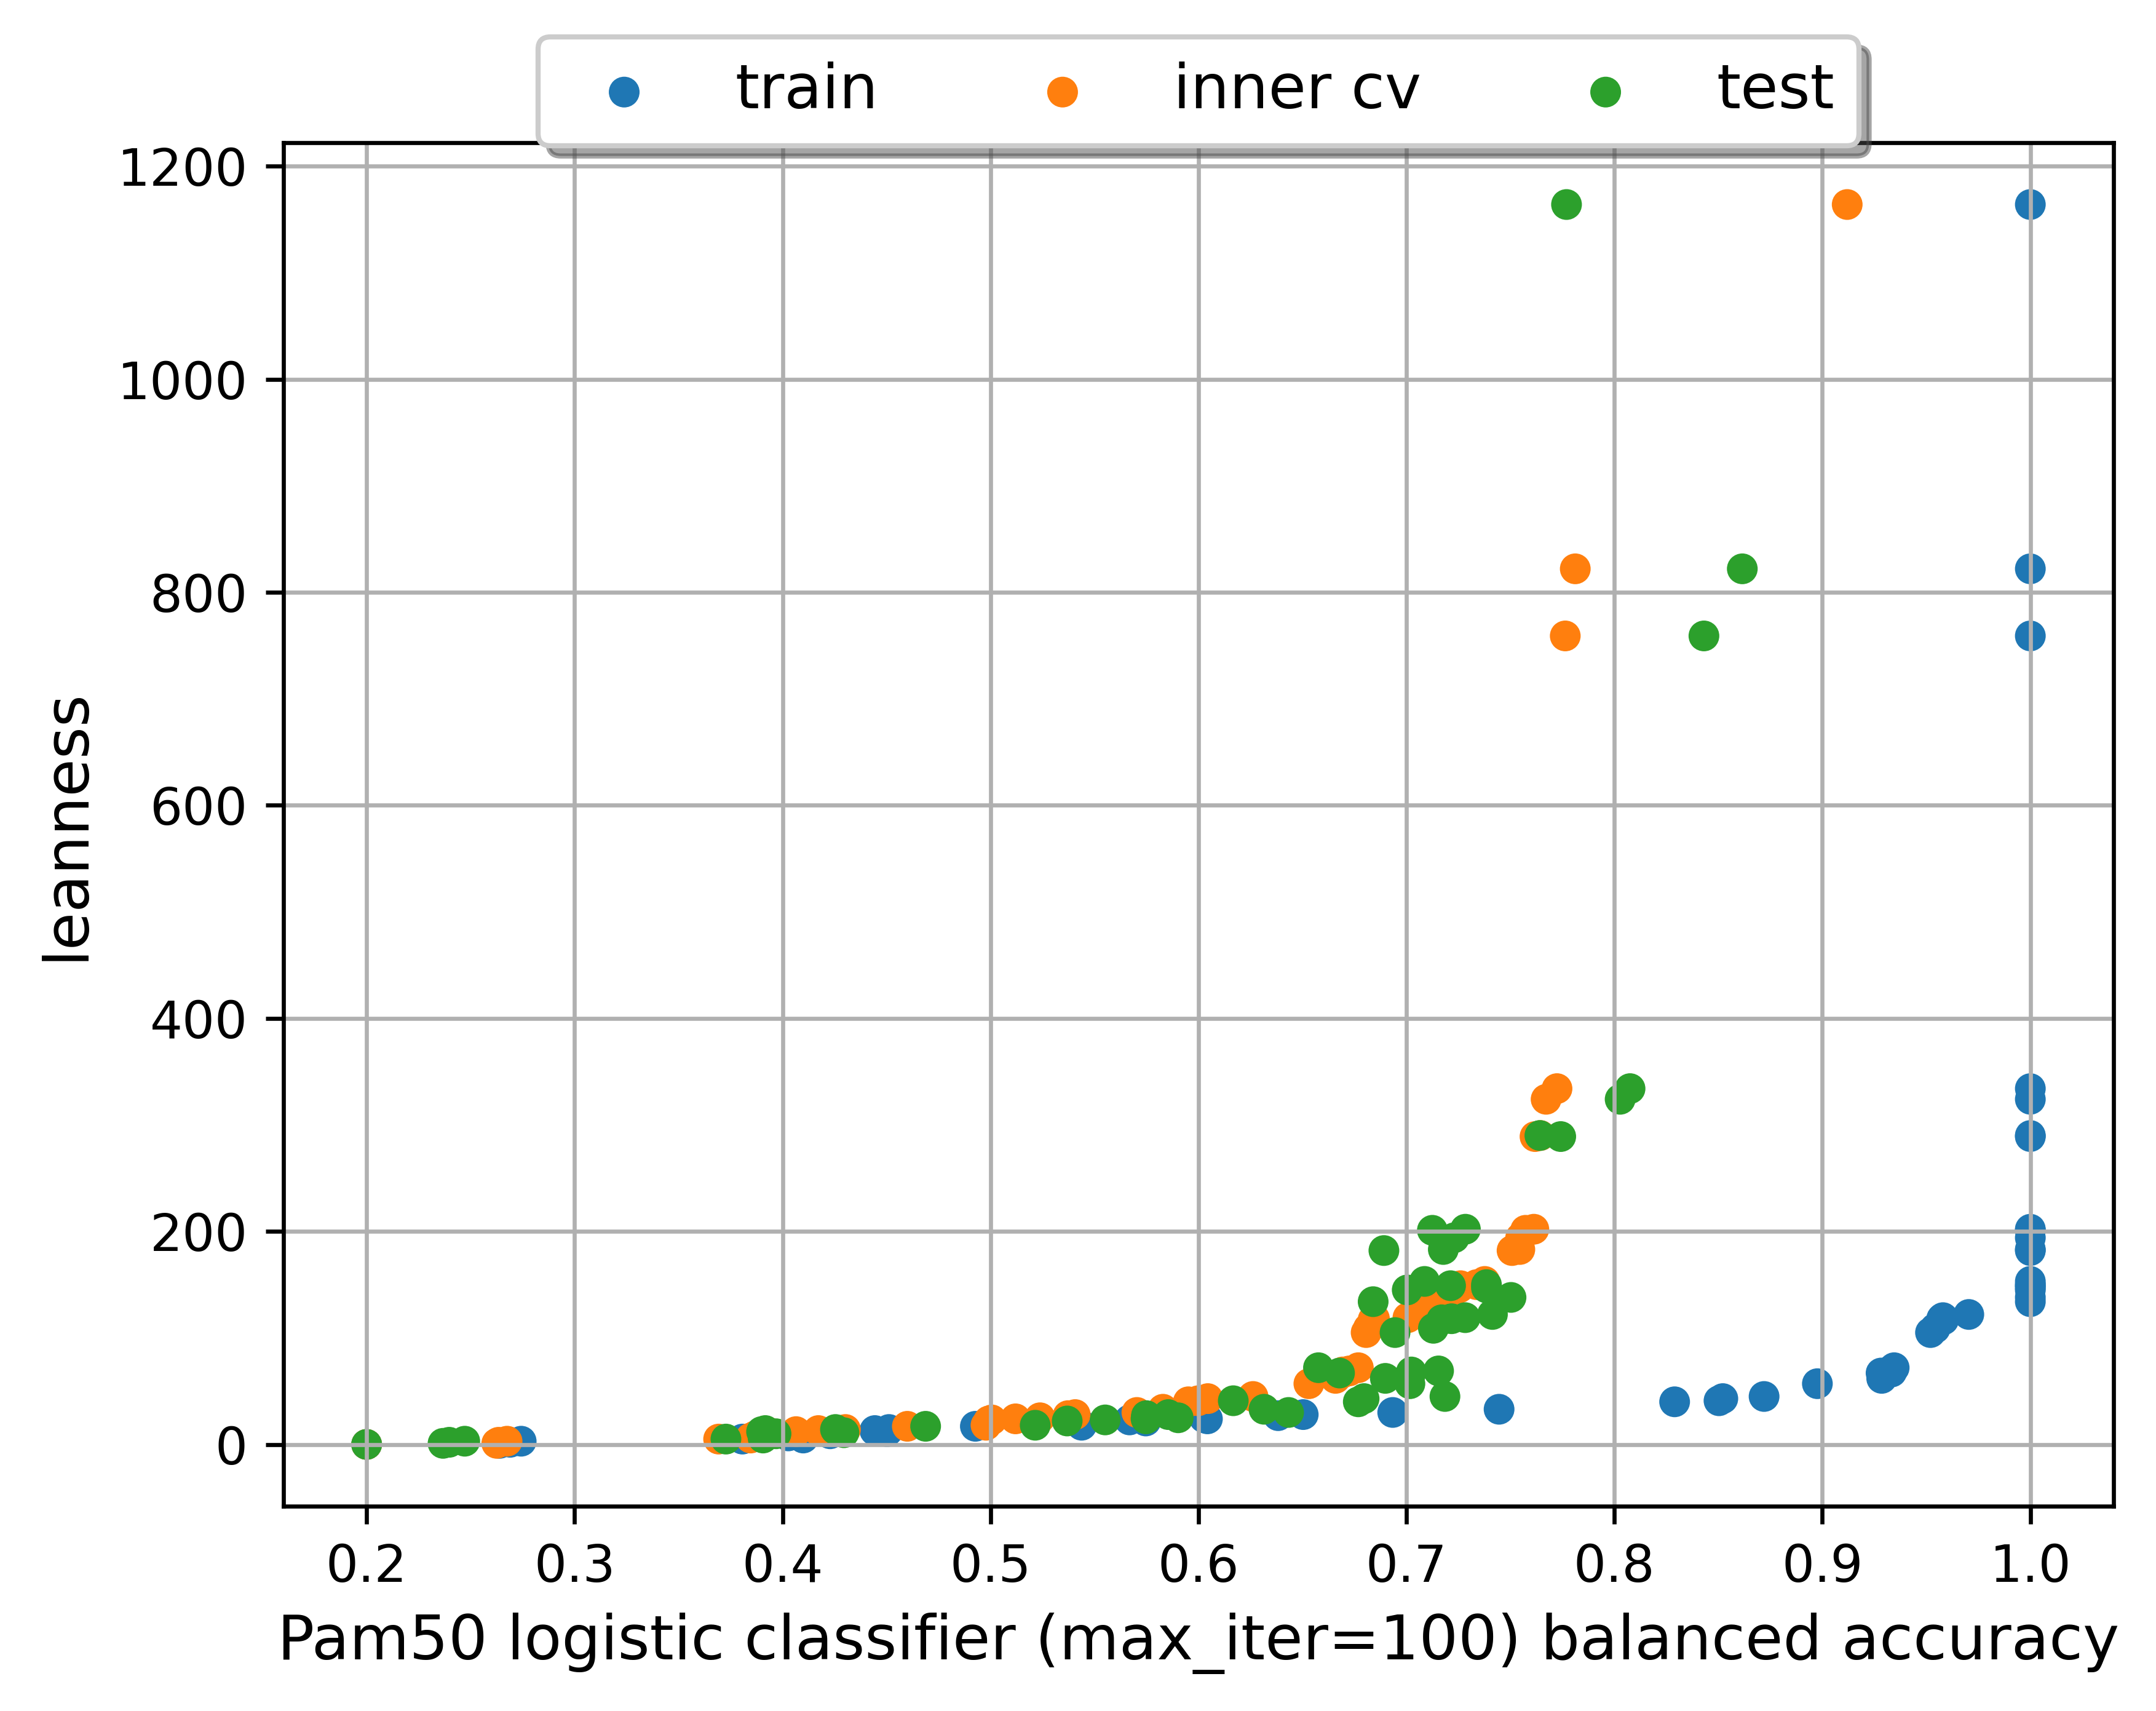 train inner cv test
1200
1000
800
600
400
200
0
leanness
0.2 0.3 0.4 0.5 0.6 0.7 0.8 0.9 1.0
Pam50 logistic classifier (max_iter=100) balanced accuracy